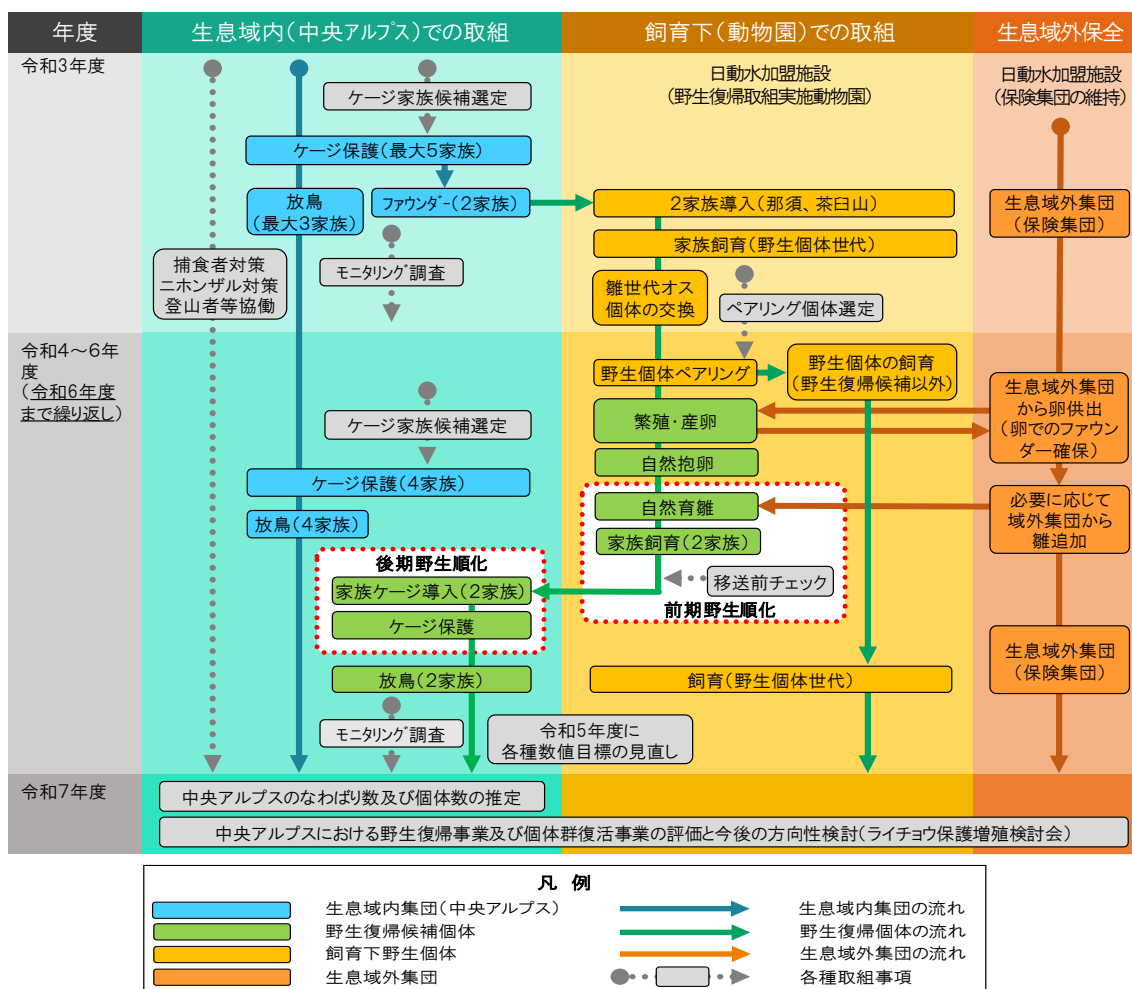 年度
生息域内（中央アルプス）での取組
飼育下（動物園）での取組
生息域外保全
令和3年度
日動水加盟施設
（野生復帰取組実施動物園）
日動水加盟施設
（保険集団の維持）
ケージ家族候補選定
ケージ保護（最大5家族）
放鳥
（最大3家族）
ファウンダｰ（2家族）
2家族導入（那須、茶臼山）
生息域外集団
（保険集団）
家族飼育（野生個体世代）
捕食者対策
ニホンザル対策
登山者等協働
モニタリング調査
雛世代オス
個体の交換
ペアリング個体選定
令和4～6年
度
（令和6年度
まで繰り返し）
野生個体ペアリング
野生個体の飼育
（野生復帰候補以外）
生息域外集団
から卵供出
（卵でのファウン
ダー確保）
ケージ家族候補選定
繁殖・産卵
自然抱卵
ケージ保護（4家族）
自然育雛
必要に応じて
域外集団から
雛追加
放鳥（4家族）
家族飼育（2家族）
後期野生順化
移送前チェック
家族ケージ導入（2家族）
前期野生順化
ケージ保護
生息域外集団
（保険集団）
放鳥（2家族）
飼育（野生個体世代）
モニタリング調査
令和5年度に
各種数値目標の見直し
令和7年度
中央アルプスのなわばり数及び個体数の推定
中央アルプスにおける野生復帰事業及び個体群復活事業の評価と今後の方向性検討（ライチョウ保護増殖検討会）
凡 例
生息域内集団（中央アルプス）
生息域内集団の流れ
野生復帰候補個体
野生復帰個体の流れ
飼育下野生個体
生息域外集団の流れ
生息域外集団
各種取組事項